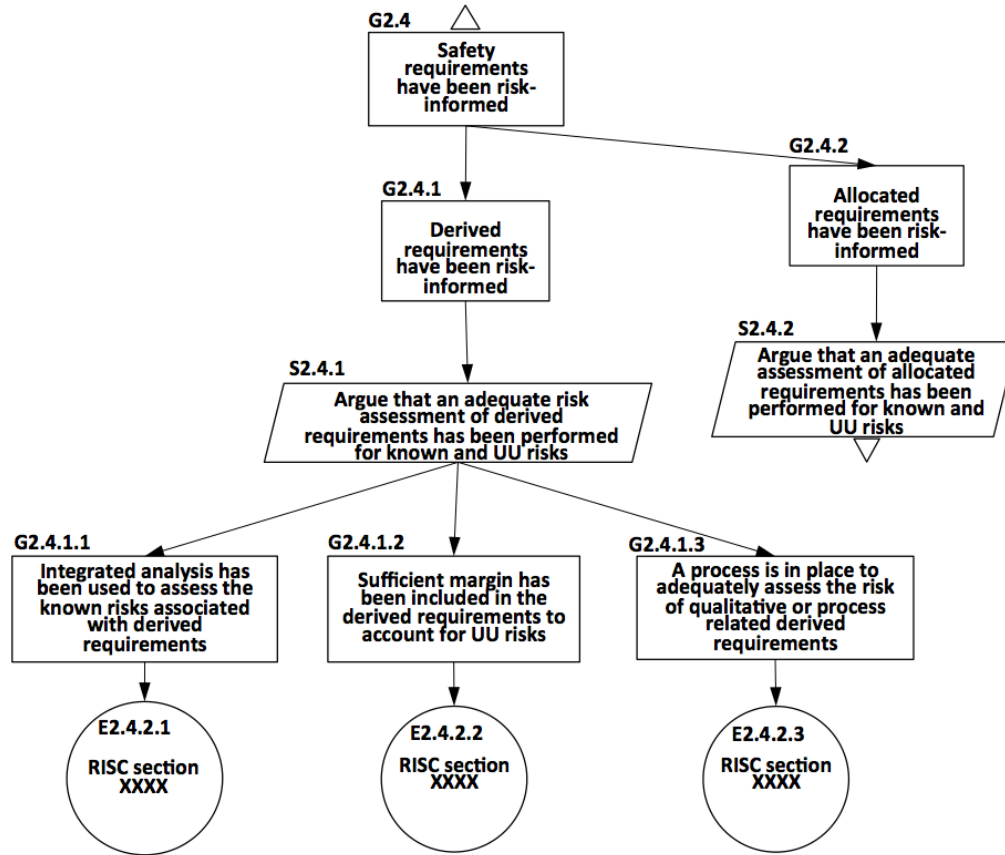 G2.4
Safety
requirements
have been risk-
informed
G2.4.2
G2.4.1
Allocated
requirements
have been risk-
informed
Derived
requirements
have been risk-
informed
S2.4.2
Argue that an adequate
assessment of allocated
requirements has been
performed for known and
UU risks
S2.4.1
Argue that an adequate risk
assessment of derived
requirements has been performed
for known and UU risks
G2.4.1.1
Integrated analysis has
been used to assess the
known risks associated
with derived
requirements
G2.4.1.2
Sufficient margin has
been included in the
derived requirements to
account for UU risks
G2.4.1.3
A process is in place to
adequately assess the risk
of qualitative or process
related derived
requirements
E2.4.2.1
RISC section
XXXX
E2.4.2.2
RISC section
XXXX
E2.4.2.3
RISC section
XXXX